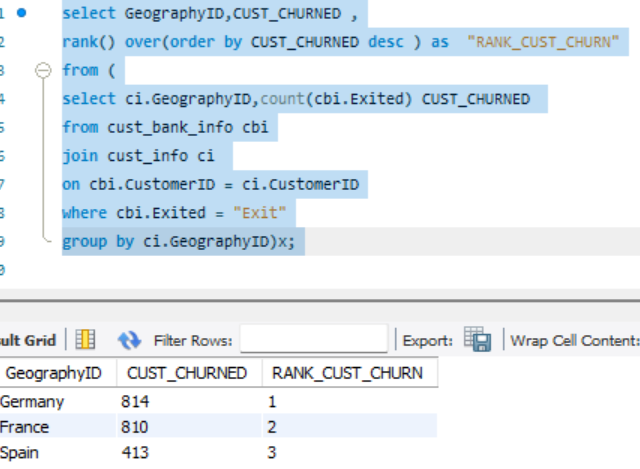 1 select GeographyID,CUST_CHURNED ,
2 rank() over(order by CUST_CHURNED desc ) as "RANK_CUST_CHURN"
3 from (
4 select ci.GeographyID,count(cbi.Exited) CUST_CHURNED
5 from cust_bank_info cbi
6 join cust_info ci
7 on cbi.CustomerID = ci.CustomerID
8 where cbi.Exited = "Exit"
9 group by ci.GeographyID)x;
0
ult Grid Filter Rows: Export: Wrap Cell Content:
GeographyID CUST_CHURNED RANK_CUST_CHURN
Germany 814 1
France 810 2
Spain 413 3